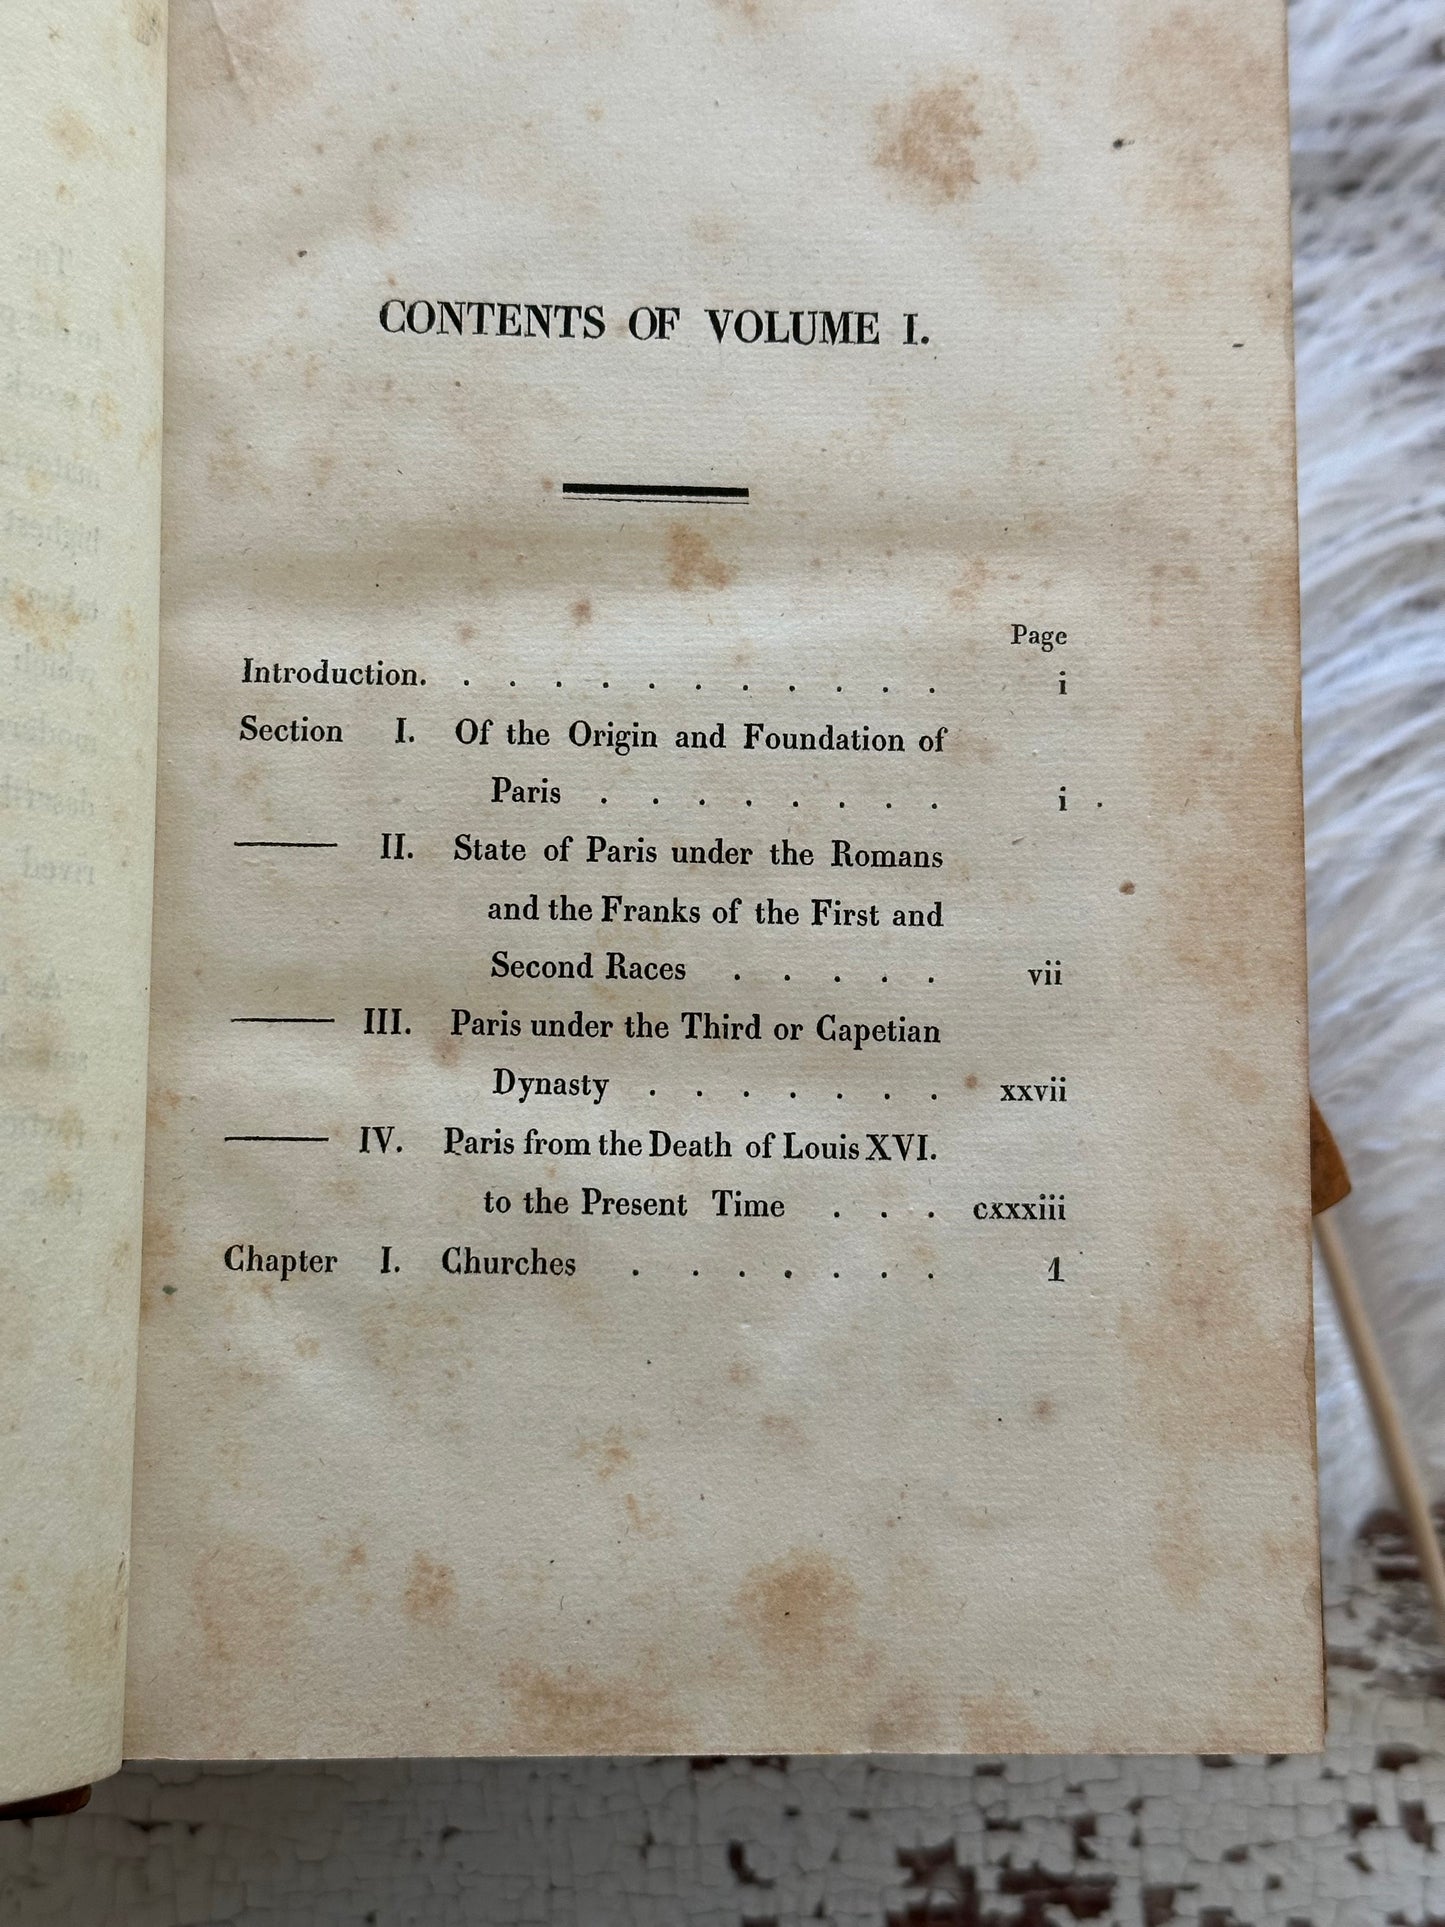 CONTENTS OF VOLUME I.
Page
Introduction. . . . . . . . . . . . i
Section I. Of the Origin and Foundation of
Paris . . . . . . . . i .
——— II. State of Paris under the Romans
and the Franks of the First and
Second Races . . . . . vii
——— III. Paris under the Third or Capetian
Dynasty . . . . . . . xxvii
——— IV. Paris from the Death of Louis XVI.
to the Present Time . . . cxxxiii
Chapter I. Churches . . . . . . . 1